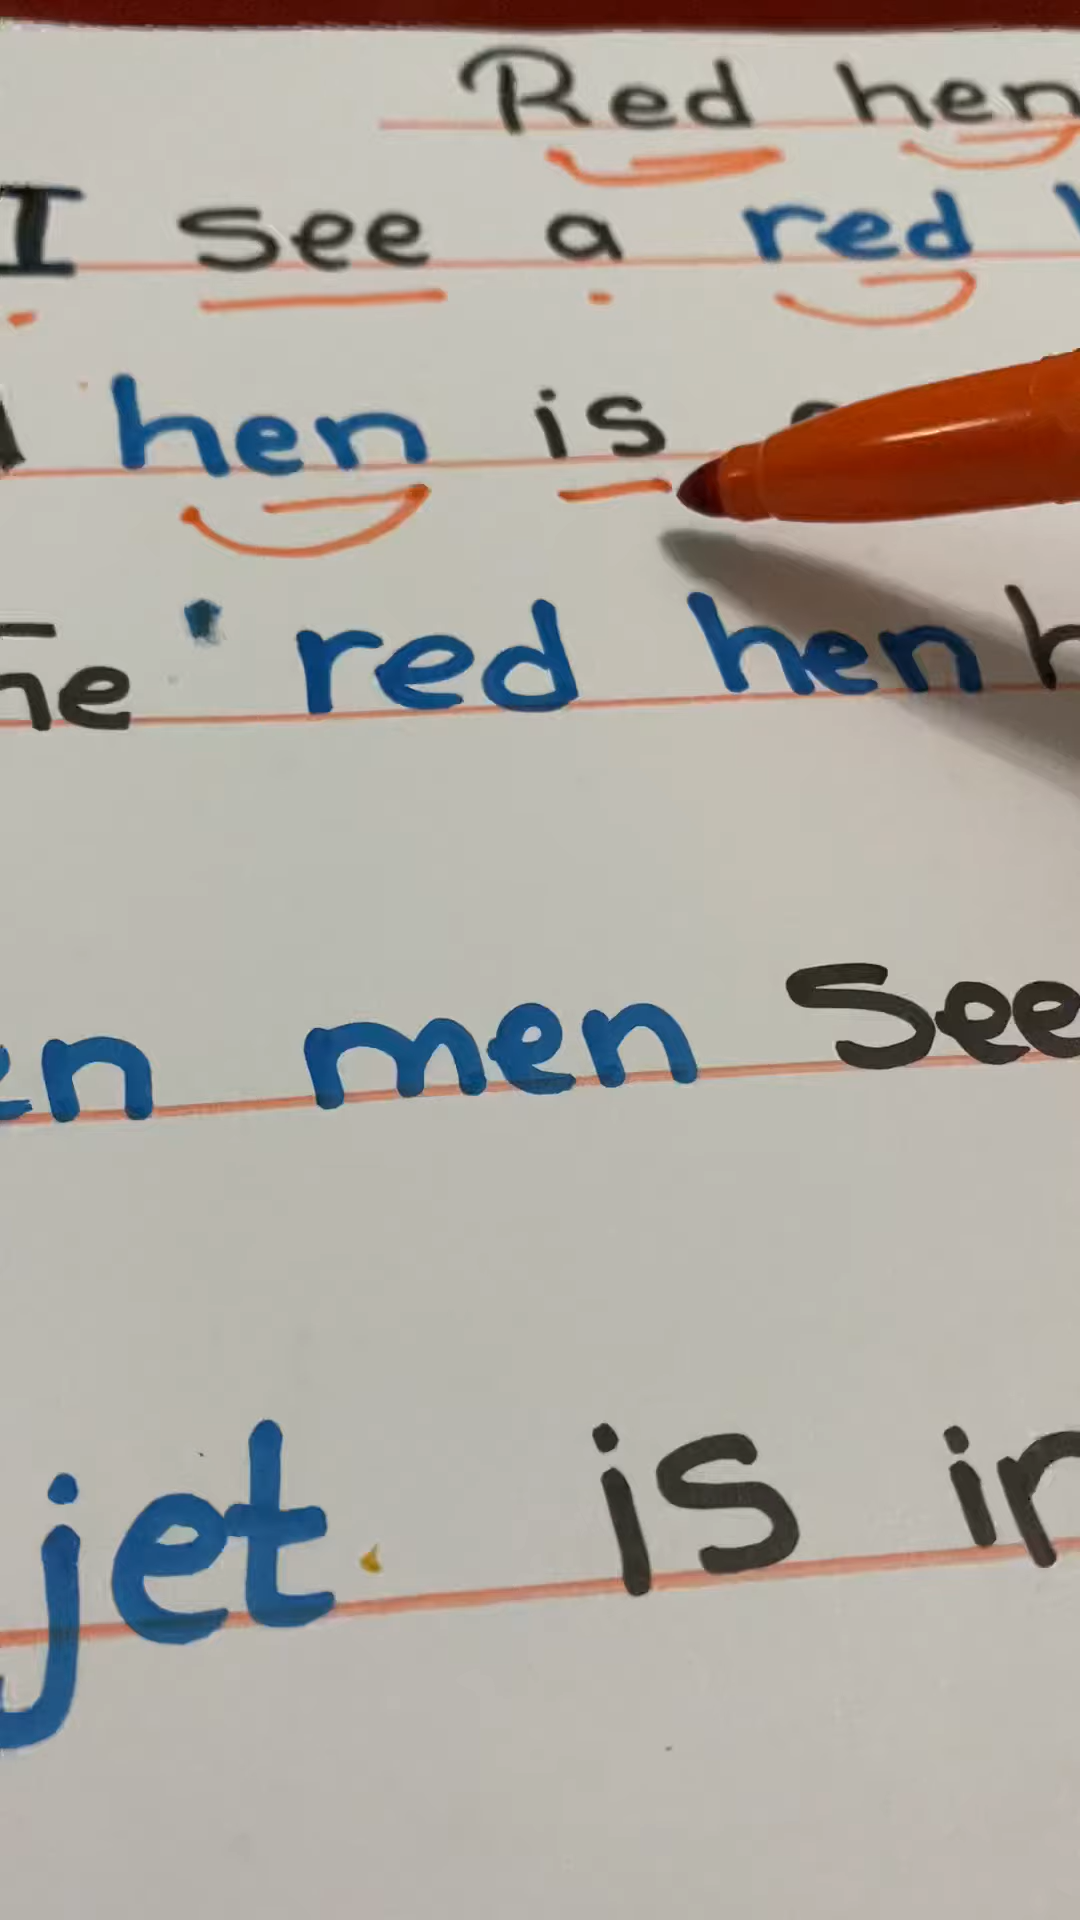 Red hen
I see a red
hen is
red hen
men see
jet is